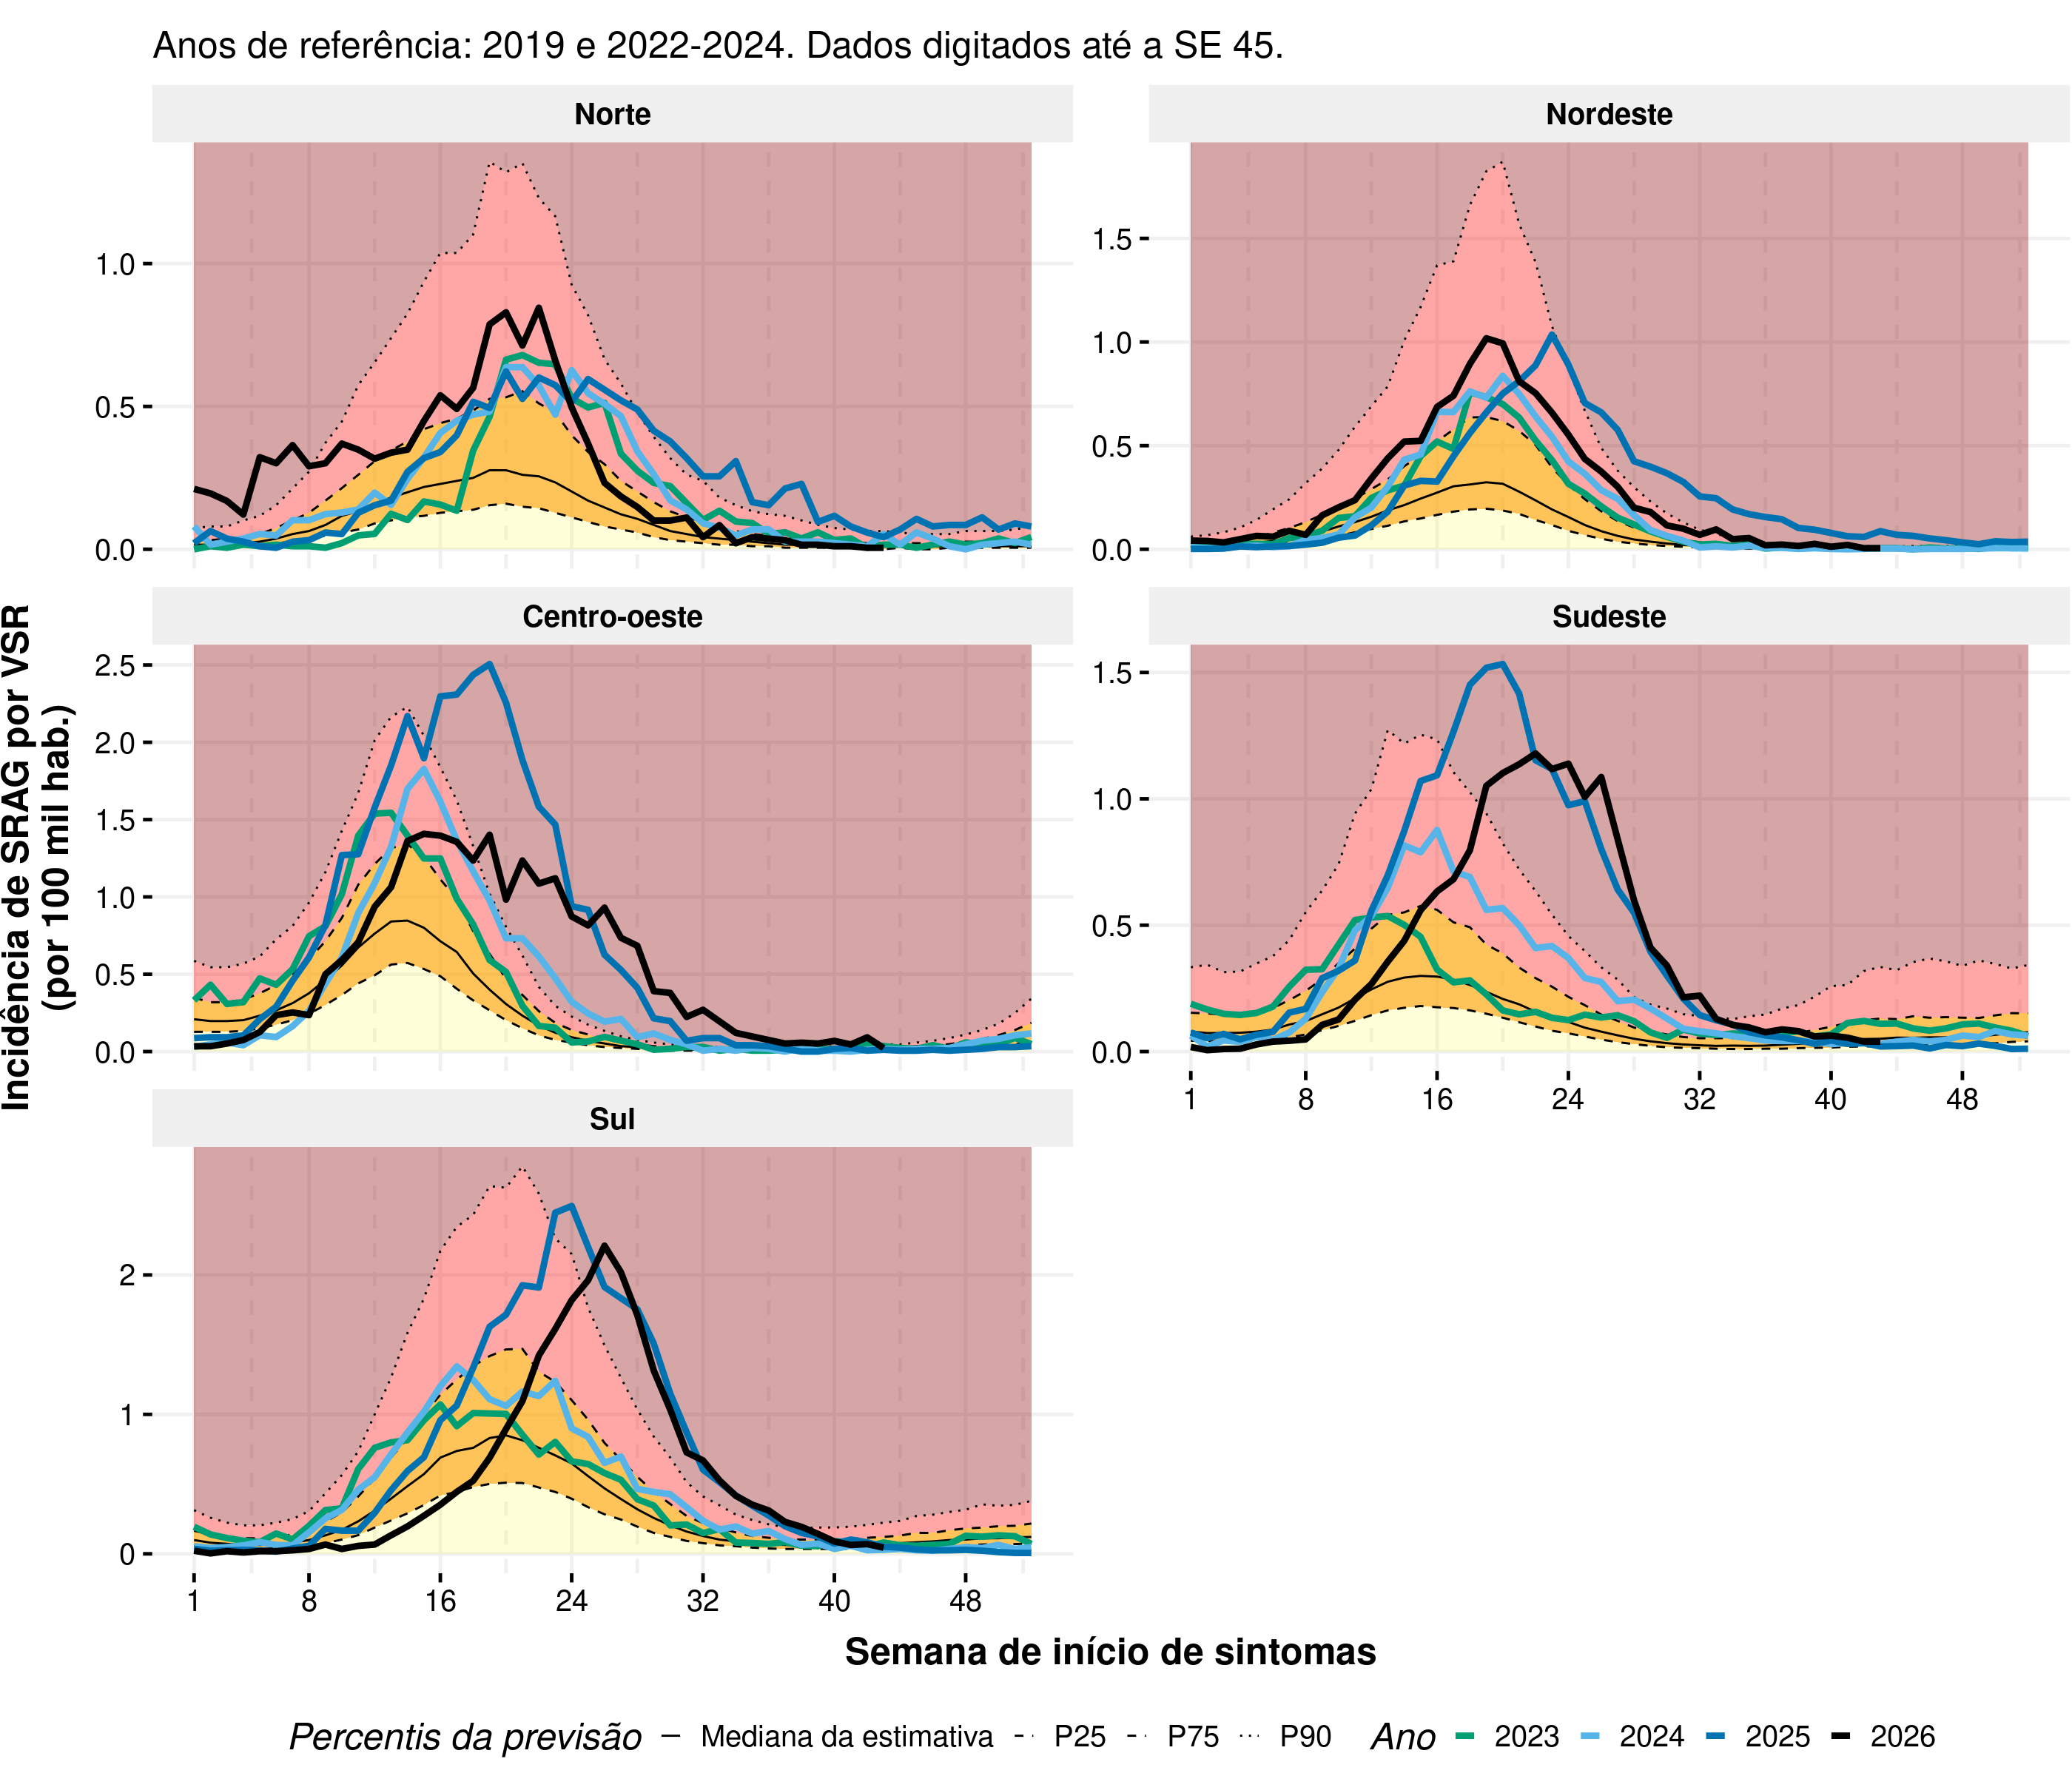 Anos de referência: 2019 e 2022-2024. Dados digitados até a SE 45.
Norte
Nordeste
1.0
0.5
0.0
1.5
1.0
0.5
0.0
Centro-oeste
Sudeste
2.5
2.0
1.5
1.0
0.5
0.0
1.5
1.0
0.5
0.0
1 8 16 24 32 40 48
Sul
2
1
0
1 8 16 24 32 40 48
Incidência de SRAG por VSR
(por 100 mil hab.)
Semana de início de sintomas
Percentis da previsão Mediana da estimativa P25 P75 P90 Ano 2023 2024 2025 2026